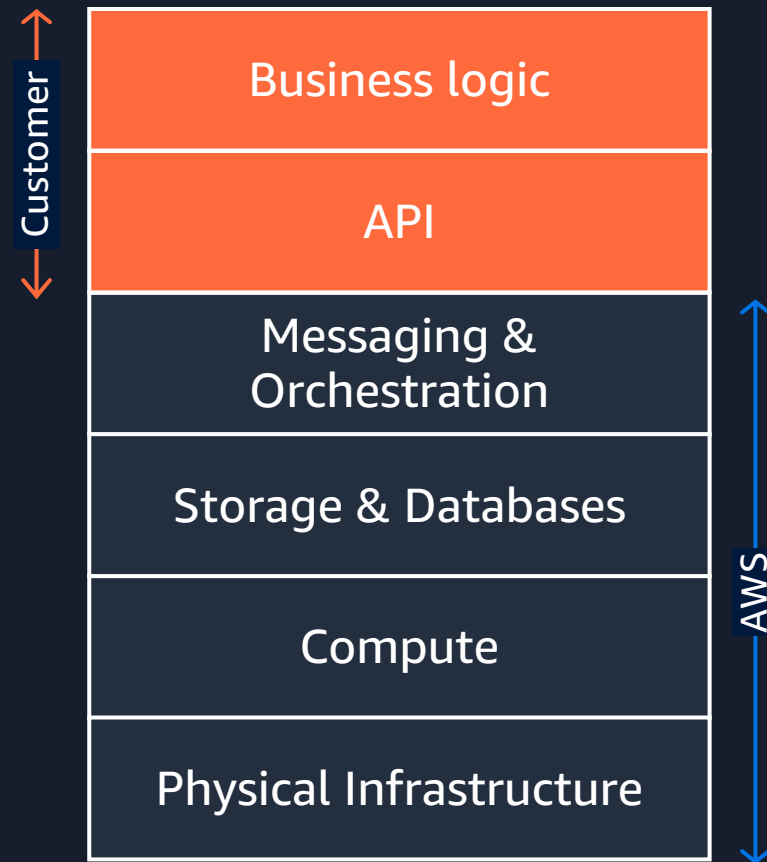 Customer
Business logic
API
Messaging &
Orchestration
Storage & Databases
Compute
Physical Infrastructure
AWS